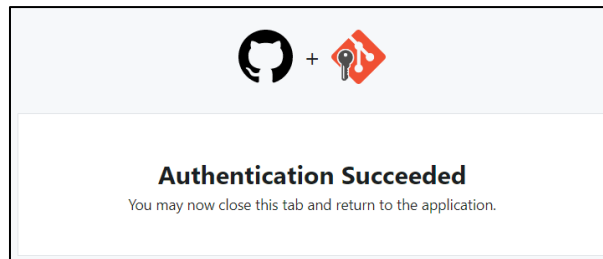 +
Authentication Succeeded
You may now close this tab and return to the application.